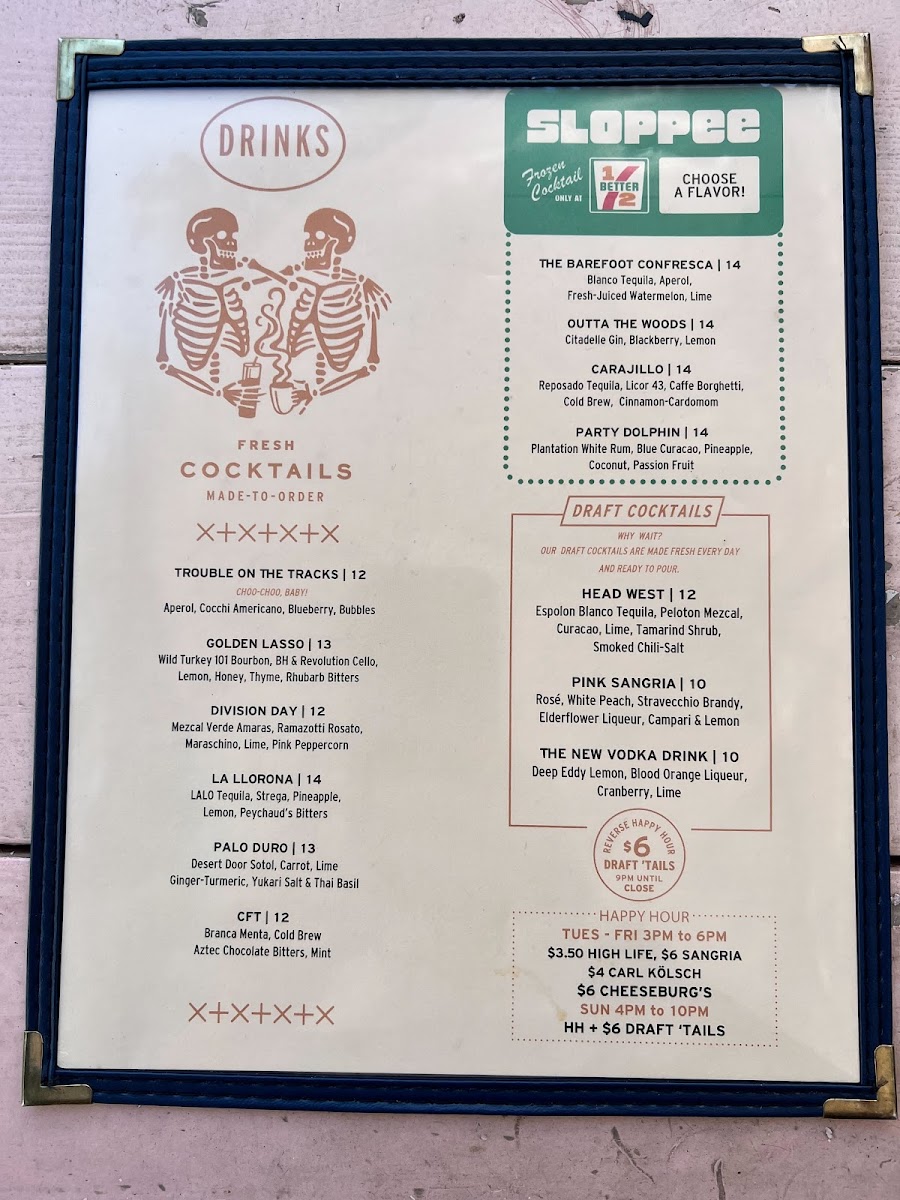 DRINKS
FRESH
COCKTAILS
MADE-TO-ORDER
TROUBLE ON THE TRACKS | 12
CHOO-CHOO, BABY!
Aperol, Cocchi Americano, Blueberry, Bubbles
GOLDEN LASSO | 13
Wild Turkey 101 Bourbon, BH & Revolution Cello,
Lemon, Honey, Thyme, Rhubarb Bitters
DIVISION DAY | 12
Mezcal Verde Amaras, Ramazotti Rosato,
Maraschino, Lime, Pink Peppercorn
LA LLORONA | 14
LALO Tequila, Strega, Pineapple,
Lemon, Peychaud's Bitters
PALO DURO | 13
Desert Door Sotol, Carrot, Lime
Ginger-Turmeric, Yukari Salt & Thai Basil
CFT | 12
Branca Menta, Cold Brew
Aztec Chocolate Bitters, Mint
SLOPPEE
Frozen
Cocktail
ONLY AT
1/
BETTER
/2
CHOOSE
A FLAVOR!
THE BAREFOOT CONFRESCA | 14
Blanco Tequila, Aperol,
Fresh-Juiced Watermelon, Lime
OUTTA THE WOODS | 14
Citadelle Gin, Blackberry, Lemon
CARAJILLO | 14
Reposado Tequila, Licor 43, Caffe Borghetti,
Cold Brew, Cinnamon-Cardomom
PARTY DOLPHIN | 14
Plantation White Rum, Blue Curacao, Pineapple,
Coconut, Passion Fruit
DRAFT COCKTAILS
WHY WAIT?
OUR DRAFT COCKTAILS ARE MADE FRESH EVERY DAY
AND READY TO POUR.
HEAD WEST | 12
Espolon Blanco Tequila, Peloton Mezcal,
Curacao, Lime, Tamarind Shrub,
Smoked Chili-Salt
PINK SANGRIA | 10
Rosé, White Peach, Stravecchio Brandy,
Elderflower Liqueur, Campari & Lemon
THE NEW VODKA DRINK | 10
Deep Eddy Lemon, Blood Orange Liqueur,
Cranberry, Lime
REVERSE HAPPY HOUR
$6
DRAFT 'TAILS
9PM UNTIL
CLOSE
HAPPY HOUR
TUES - FRI 3PM to 6PM
$3.50 HIGH LIFE, $6 SANGRIA
$4 CARL KÖLSCH
$6 CHEESEBURG'S
SUN 4PM to 10PM
HH + $6 DRAFT 'TAILS